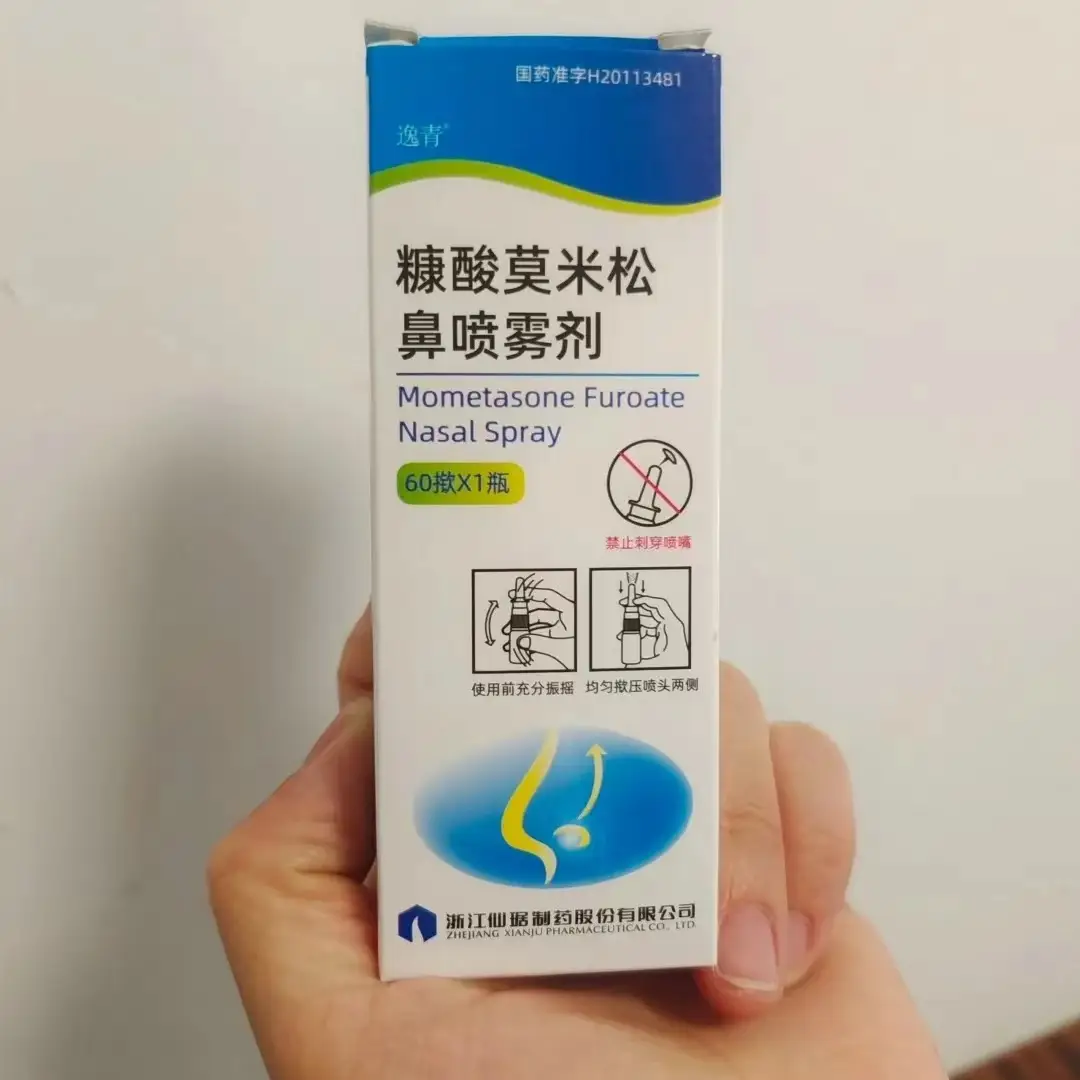 国药准字H20113481
逸青®
糠酸莫米松
鼻喷雾剂
Mometasone Furoate
Nasal Spray
60揿X1瓶
禁止刺穿喷嘴
使用前充分振摇 均匀揿压喷头两侧
浙江仙琚制药股份有限公司
ZHEJIANG XIANJU PHARMACEUTICAL CO., LTD.